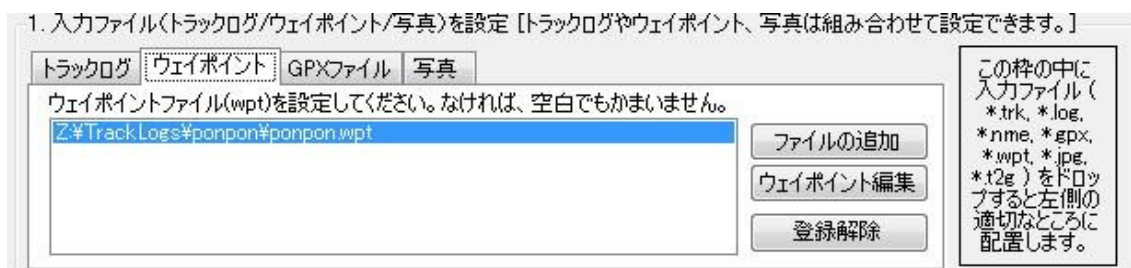 1. 入力ファイル(トラックログ/ウェイポイント/写真)を設定 [トラックログやウェイポイント、写真は組み合わせて設定できます。]
トラックログ ウェイポイント GPXファイル 写真
ウェイポイントファイル(wpt)を設定してください。なければ、空白でもかまいません。
Z:¥TrackLogs¥ponpon¥ponpon.wpt
ファイルの追加
ウェイポイント編集
登録解除
この枠の中に
入力ファイル(
*.trk, *.log,
*.nme, *.gpx,
*.wpt, *.jpg,
*.t2g ) をドロッ
プすると左側の
適切なところに
配置します。